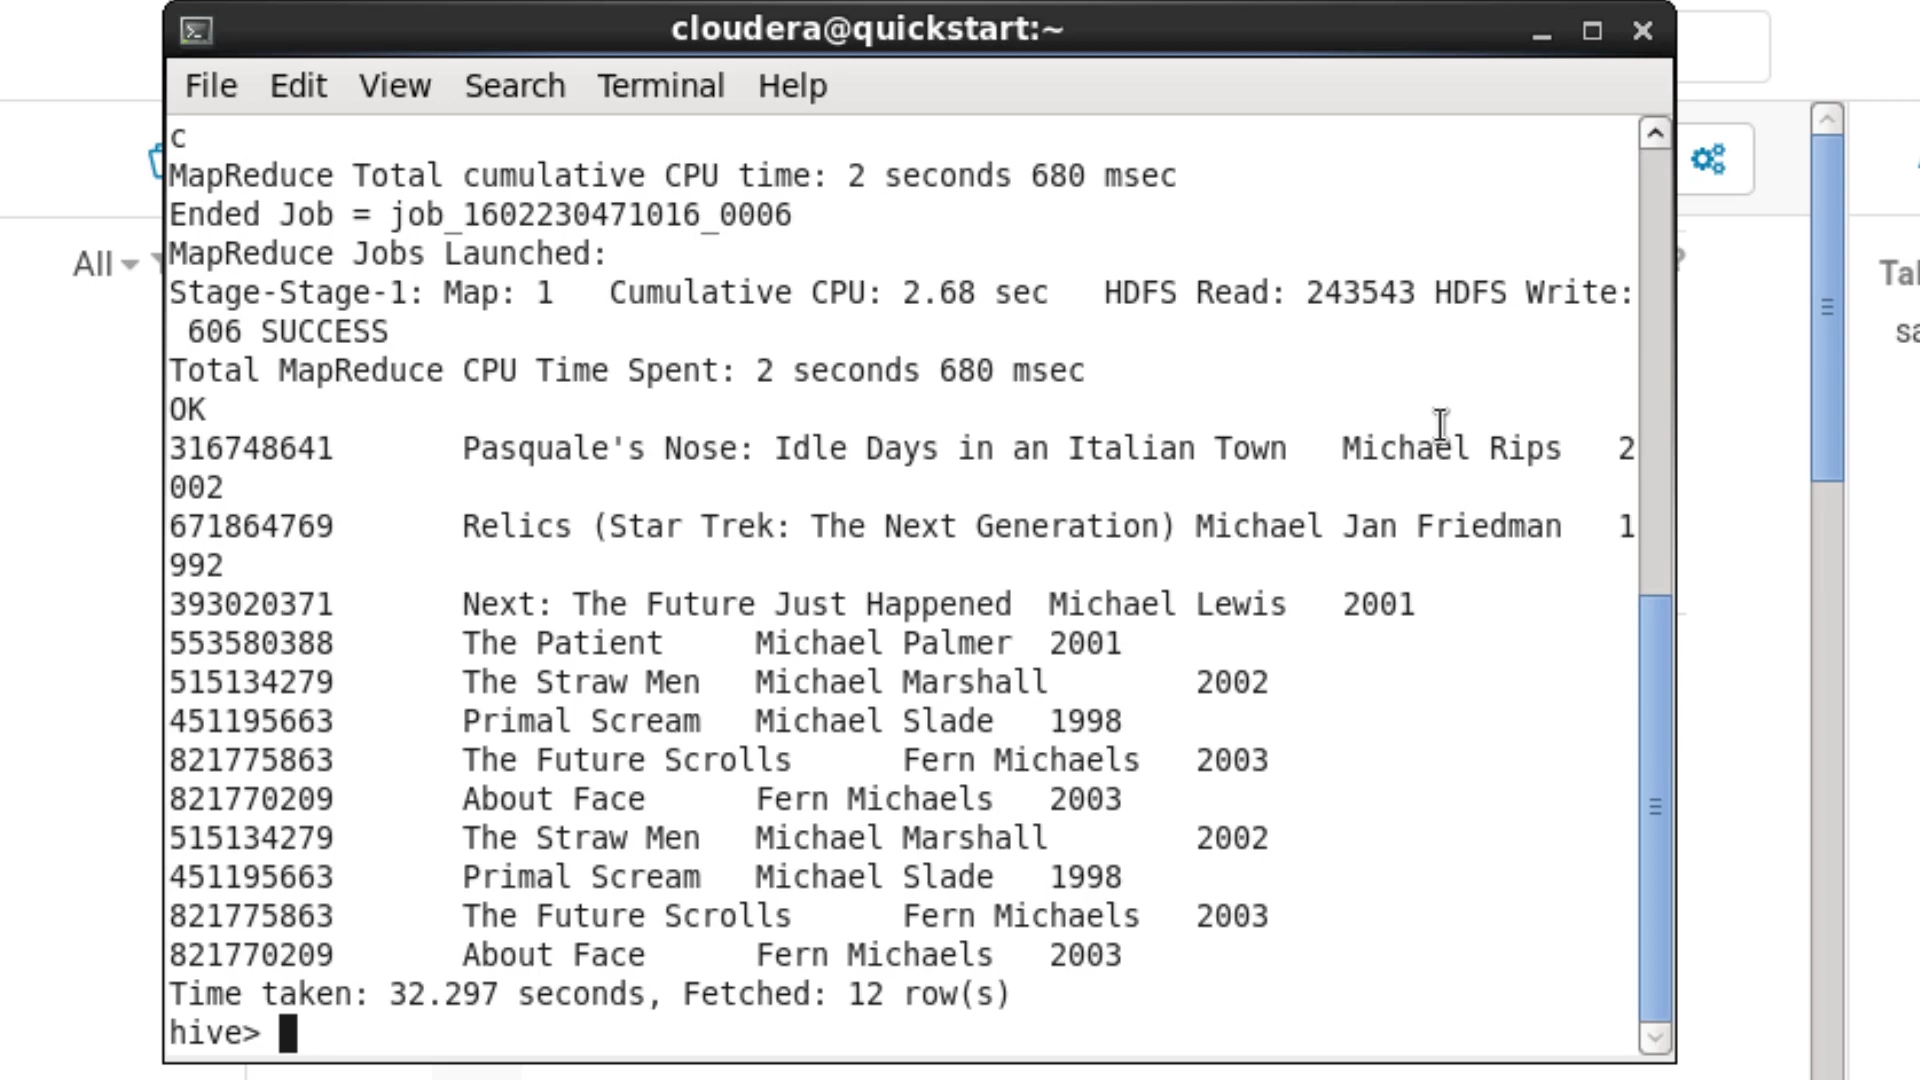 cloudera@quickstart:~
File Edit View Search Terminal Help
c
MapReduce Total cumulative CPU time: 2 seconds 680 msec
Ended Job = job_1602230471016_0006
MapReduce Jobs Launched:
Stage-Stage-1: Map: 1   Cumulative CPU: 2.68 sec   HDFS Read: 243543 HDFS Write:
 606 SUCCESS
Total MapReduce CPU Time Spent: 2 seconds 680 msec
OK
316748641       Pasquale's Nose: Idle Days in an Italian Town   Michael Rips   2
002
671864769       Relics (Star Trek: The Next Generation) Michael Jan Friedman   1
992
393020371       Next: The Future Just Happened  Michael Lewis   2001
553580388       The Patient     Michael Palmer  2001
515134279       The Straw Men   Michael Marshall        2002
451195663       Primal Scream   Michael Slade   1998
821775863       The Future Scrolls      Fern Michaels   2003
821770209       About Face      Fern Michaels   2003
515134279       The Straw Men   Michael Marshall        2002
451195663       Primal Scream   Michael Slade   1998
821775863       The Future Scrolls      Fern Michaels   2003
821770209       About Face      Fern Michaels   2003
Time taken: 32.297 seconds, Fetched: 12 row(s)
hive>
All